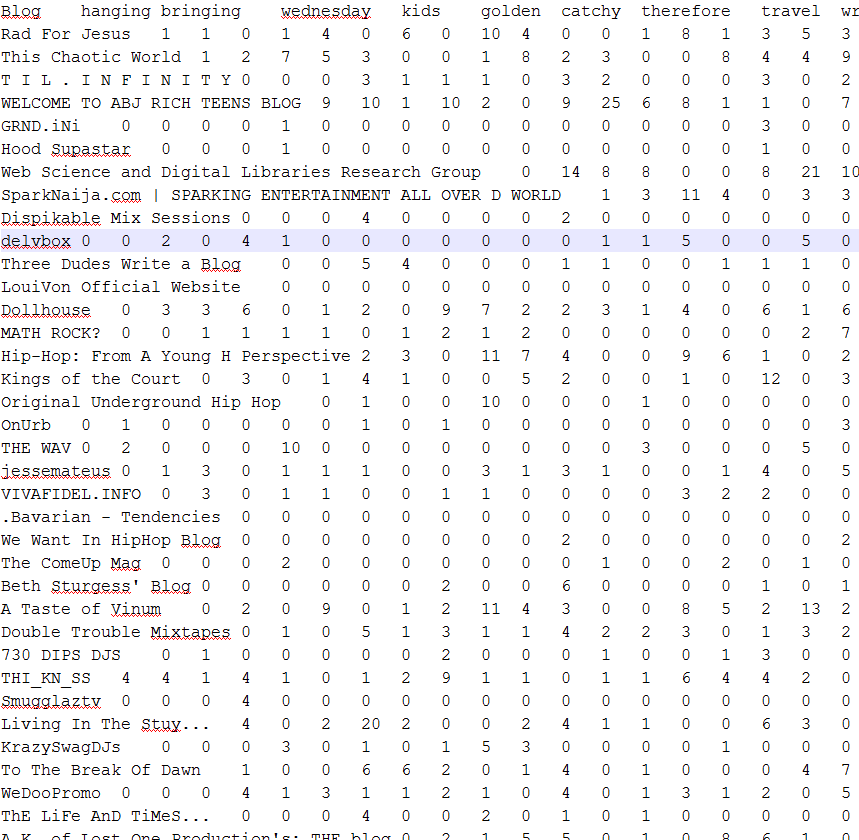 Blog hanging bringing wednesday kids golden catchy therefore travel wr
Rad For Jesus 1 1 0 1 4 0 6 0 10 4 0 0 1 8 1 3 5 3
This Chaotic World 1 2 7 5 3 0 0 1 8 2 3 0 0 8 4 4 9
T I L . I N F I N I T Y 0 0 0 3 1 1 1 0 3 2 0 0 0 3 0 2
WELCOME TO ABJ RICH TEENS BLOG 9 10 1 10 2 0 9 25 6 8 1 1 0 7
GRND.iNi 0 0 0 0 1 0 0 0 0 0 0 0 0 0 0 3 0 0
Hood Supastar 0 0 0 1 0 0 0 0 0 0 0 0 0 0 1 0 0
Web Science and Digital Libraries Research Group 0 14 8 8 0 0 8 21 10
SparkNaija.com | SPARKING ENTERTAINMENT ALL OVER D WORLD 1 3 11 4 0 3 3
Dispikable Mix Sessions 0 0 0 4 0 0 0 0 2 0 0 0 0 0 0 0
delvbox 0 0 2 0 4 1 0 0 0 0 0 0 0 1 1 5 0 0 5 0
Three Dudes Write a Blog 0 0 5 4 0 0 0 1 1 0 0 1 1 1 0
LouiVon Official Website 0 0 0 0 0 0 0 0 0 0 0 0 0 0 0
Dollhouse 0 3 3 6 0 1 2 0 9 7 2 2 3 1 4 0 6 1 6
MATH ROCK? 0 0 1 1 1 1 0 1 2 1 2 0 0 0 0 0 0 2 7
Hip-Hop: From A Young H Perspective 2 3 0 11 7 4 0 0 9 6 1 0 2
Kings of the Court 0 3 0 1 4 1 0 0 5 2 0 0 1 0 12 0 3
Original Underground Hip Hop 0 1 0 0 10 0 0 0 1 0 0 0 0 0
OnUrb 0 1 0 0 0 0 0 1 0 1 0 0 0 0 0 0 0 0 0 3
THE WAV 0 2 0 0 0 10 0 0 0 0 0 0 0 0 3 0 0 0 5 0
jessemateus 0 1 3 0 1 1 1 0 0 3 1 3 1 0 0 1 4 0 5
VIVAFIDEL.INFO 0 3 0 1 1 0 0 1 1 0 0 0 0 3 2 2 0 0
.Bavarian - Tendencies 0 0 0 0 0 0 0 0 0 0 0 0 0 0 0 0
We Want In HipHop Blog 0 0 0 0 0 0 0 0 2 0 0 0 0 0 0 2
The ComeUp Mag 0 0 0 2 0 0 0 0 0 0 0 1 0 0 2 0 1 0
Beth Sturgess' Blog 0 0 0 0 0 0 2 0 0 6 0 0 0 0 1 0 1
A Taste of Vinum 0 2 0 9 0 1 2 11 4 3 0 0 8 5 2 13 2
Double Trouble Mixtapes 0 1 0 5 1 3 1 1 4 2 2 3 0 1 3 2
730 DIPS DJS 0 1 0 0 0 0 0 2 0 0 0 1 0 0 1 3 0 0
THI_KN_SS 4 4 1 4 1 0 1 2 9 1 1 0 1 1 6 4 4 2 0
Smugglaztv 0 0 0 4 0 0 0 0 0 0 0 0 0 0 0 0 0 0 0
Living In The Stuy... 4 0 2 20 2 0 0 2 4 1 1 0 0 6 3 0
KrazySwagDJs 0 0 0 3 0 1 0 1 5 3 0 0 0 0 1 0 0 0
To The Break Of Dawn 1 0 0 6 6 2 0 1 4 0 1 0 0 0 4 7
WeDooPromo 0 0 0 4 1 3 1 1 2 1 0 4 0 1 3 1 2 0 5
ThE LiFe AnD TiMeS... 0 0 0 4 0 0 2 0 1 0 1 0 0 0 0 0
A.K. of Lost One Production's: THE blog 0 2 1 5 5 0 1 0 8 6 1 0